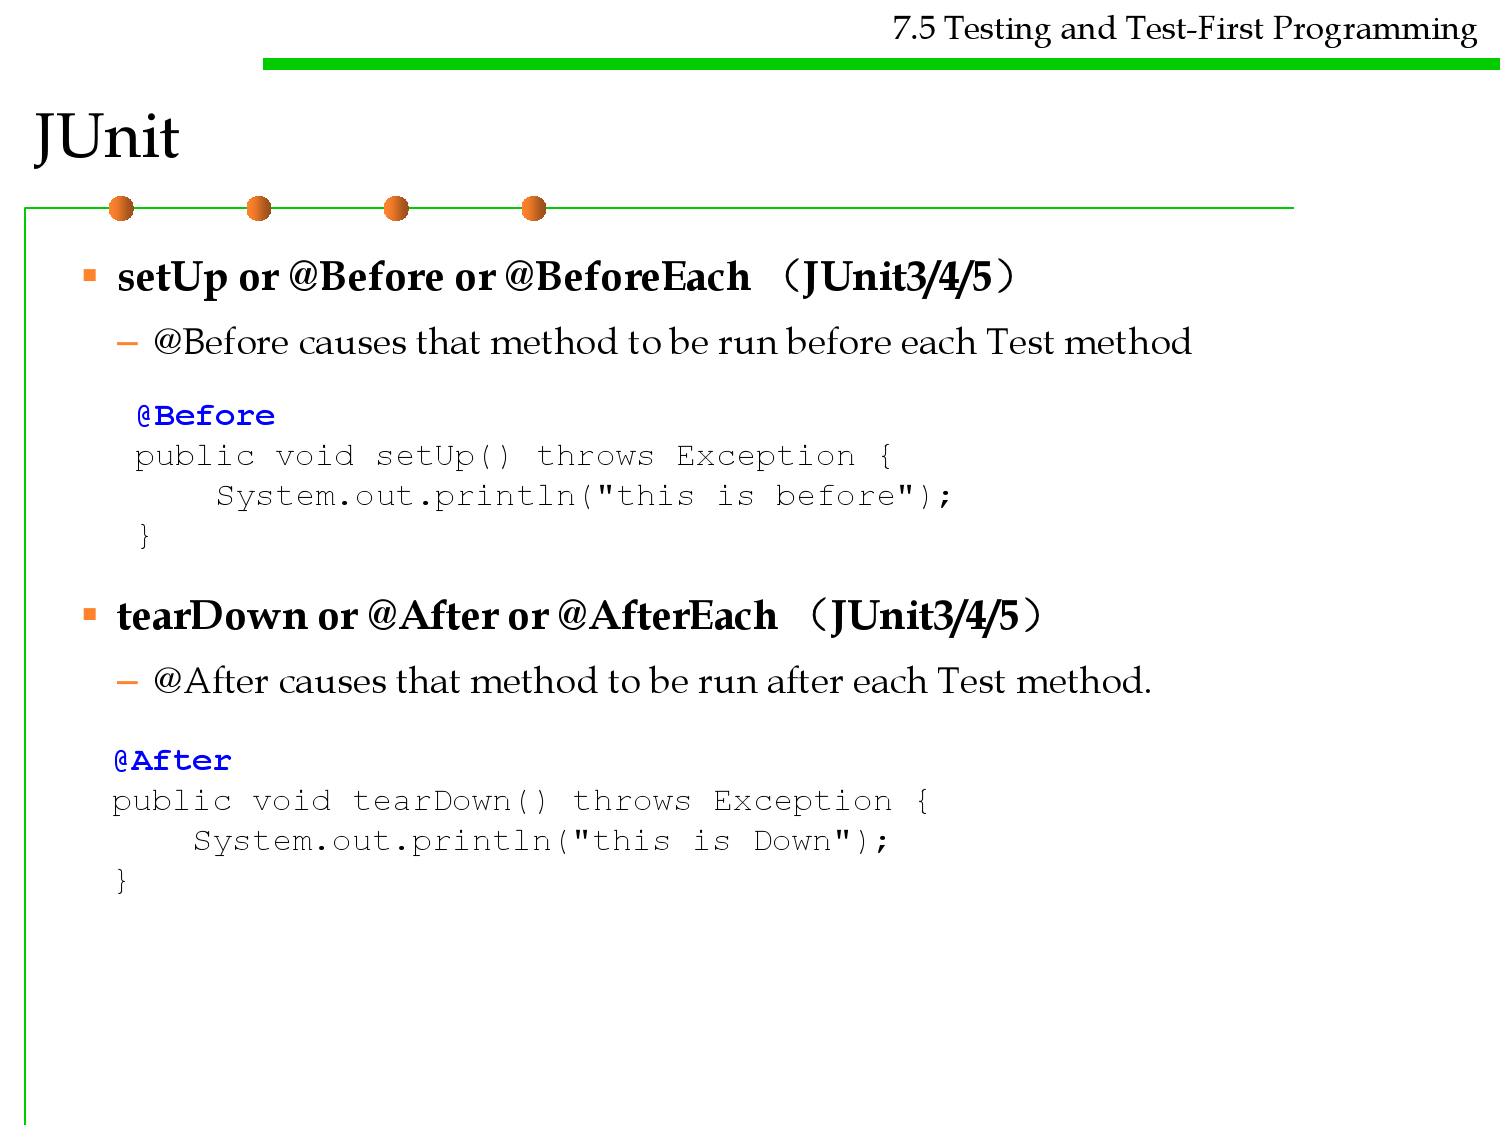 7.5 Testing and Test-First Programming
JUnit
▪ setUp or @Before or @BeforeEach （JUnit3/4/5）
– @Before causes that method to be run before each Test method
@Before
public void setUp() throws Exception {
    System.out.println("this is before");
}
▪ tearDown or @After or @AfterEach （JUnit3/4/5）
– @After causes that method to be run after each Test method.
@After
public void tearDown() throws Exception {
    System.out.println("this is Down");
}